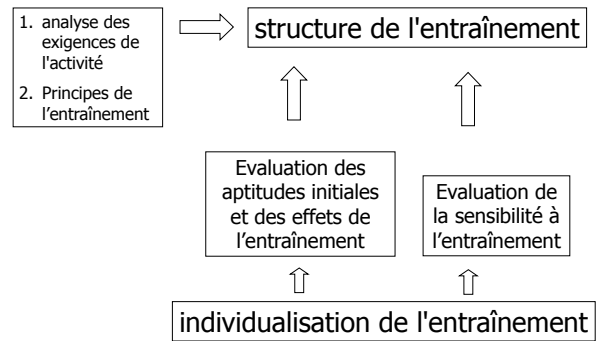 1. analyse des
exigences de
l'activité
2. Principes de
l’entraînement
structure de l'entraînement
Evaluation des
aptitudes initiales
et des effets de
l’entraînement
Evaluation de
la sensibilité à
l’entraînement
individualisation de l'entraînement